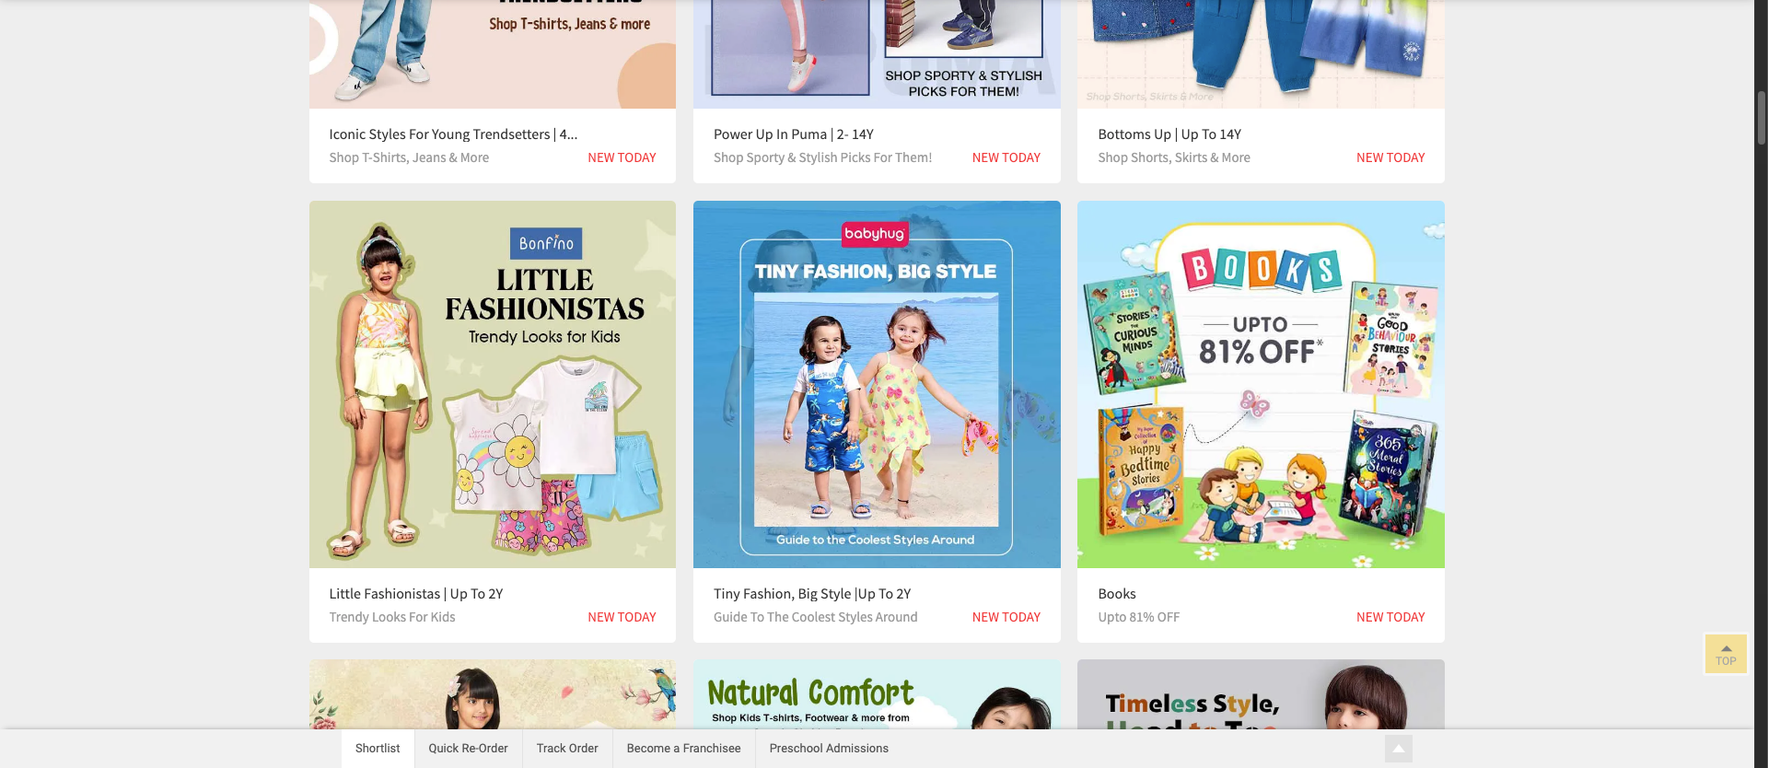 Shop T-shirts, Jeans & more
SHOP SPORTY & STYLISH
PICKS FOR THEM!
Shop Shorts, Skirts & More
Iconic Styles For Young Trendsetters | 4...
Shop T-Shirts, Jeans & More
NEW TODAY
Power Up In Puma | 2- 14Y
Shop Sporty & Stylish Picks For Them!
NEW TODAY
Bottoms Up | Up To 14Y
Shop Shorts, Skirts & More
NEW TODAY
Bonfino
LITTLE
FASHIONISTAS
Trendy Looks for Kids
babyhug
TINY FASHION, BIG STYLE
Guide to the Coolest Styles Around
BOOKS
UPTO
81% OFF*
STORIES
CURIOUS
MINDS
GOOD
BEHAVIOUR
STORIES
Happy
Bedtime
Stories
365
Moral
Stories
Little Fashionistas | Up To 2Y
Trendy Looks For Kids
NEW TODAY
Tiny Fashion, Big Style |Up To 2Y
Guide To The Coolest Styles Around
NEW TODAY
Books
Upto 81% OFF
NEW TODAY
TOP
Natural Comfort
Shop Kids T-shirts, Footwear & more from
Timeless Style,
Shortlist
Quick Re-Order
Track Order
Become a Franchisee
Preschool Admissions